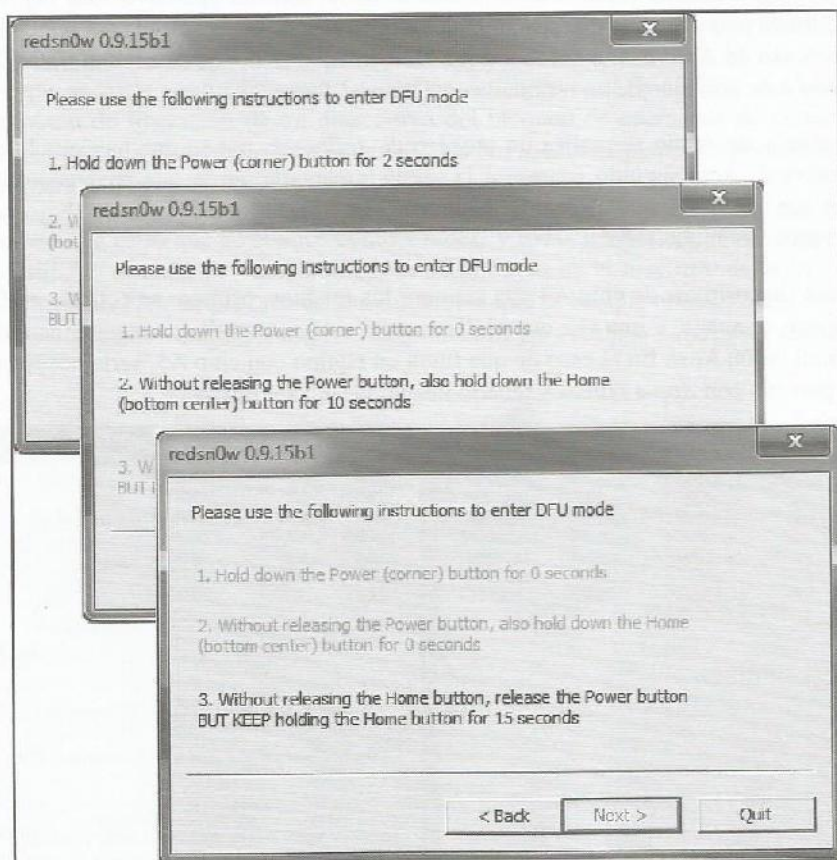 redsn0w 0.9.15b1
X
Please use the following instructions to enter DFU mode
1. Hold down the Power (corner) button for 2 seconds
2. W
(bot
3. W
BUT
redsn0w 0.9.15b1
X
Please use the following instructions to enter DFU mode
1. Hold down the Power (corner) button for 0 seconds
2. Without releasing the Power button, also hold down the Home
(bottom center) button for 10 seconds
3. W
BUT
redsn0w 0.9.15b1
X
Please use the following instructions to enter DFU mode
1. Hold down the Power (corner) button for 0 seconds
2. Without releasing the Power button, also hold down the Home
(bottom center) button for 0 seconds
3. Without releasing the Home button, release the Power button
BUT KEEP holding the Home button for 15 seconds
< Back
Next >
Quit